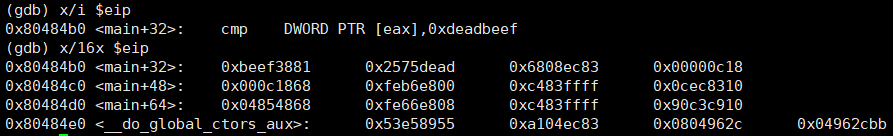 (gdb) x/i $eip
0x80484b0 <main+32>:    cmp    DWORD PTR [eax],0xdeadbeef
(gdb) x/16x $eip
0x80484b0 <main+32>:    0xbeef3881    0x2575dead    0x6808ec83    0x00000c18
0x80484c0 <main+48>:    0x000c1868    0xfeb6e800    0xc483ffff    0x0cec8310
0x80484d0 <main+64>:    0x04854868    0xfe66e808    0xc483ffff    0x90c3c910
0x80484e0 <__do_global_ctors_aux>:    0x53e58955    0xa104ec83    0x0804962c    0x04962cbb